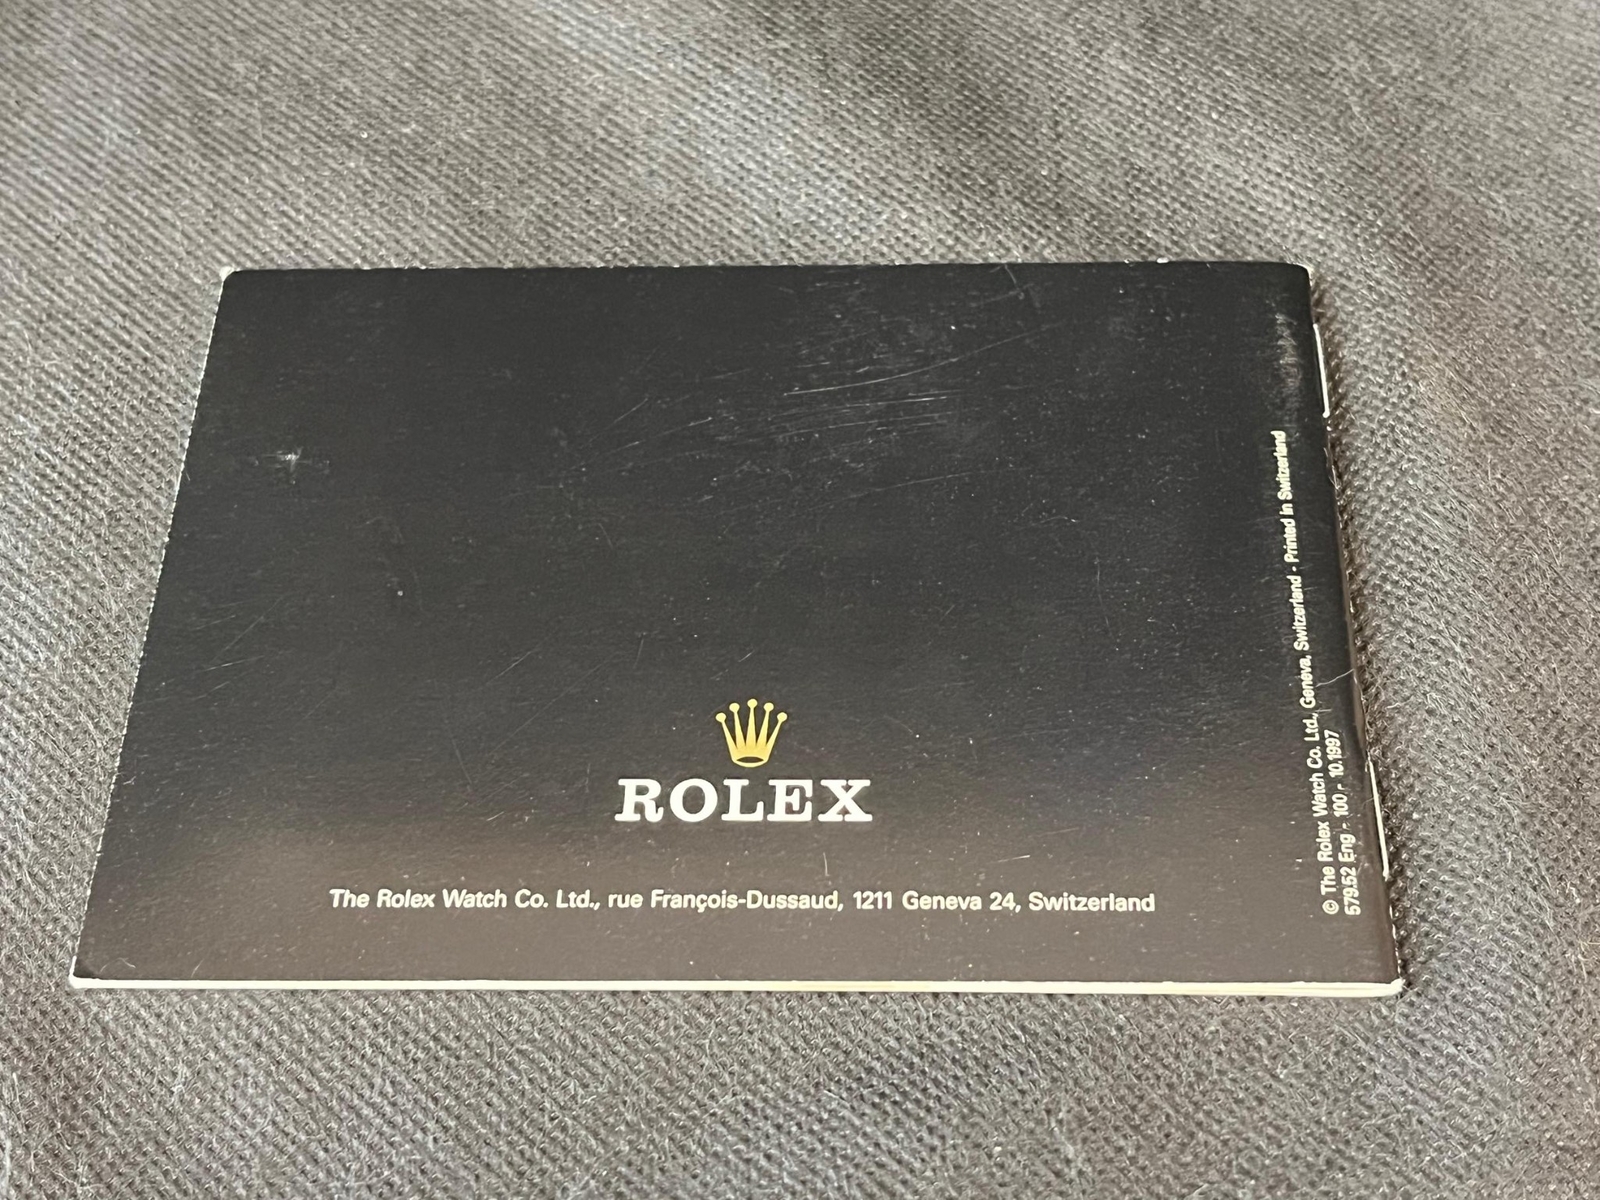 ROLEX
The Rolex Watch Co. Ltd., rue François-Dussaud, 1211 Geneva 24, Switzerland
© The Rolex Watch Co. Ltd., Geneva, Switzerland - Printed in Switzerland
579.52 Eng - 100 - 10.1997